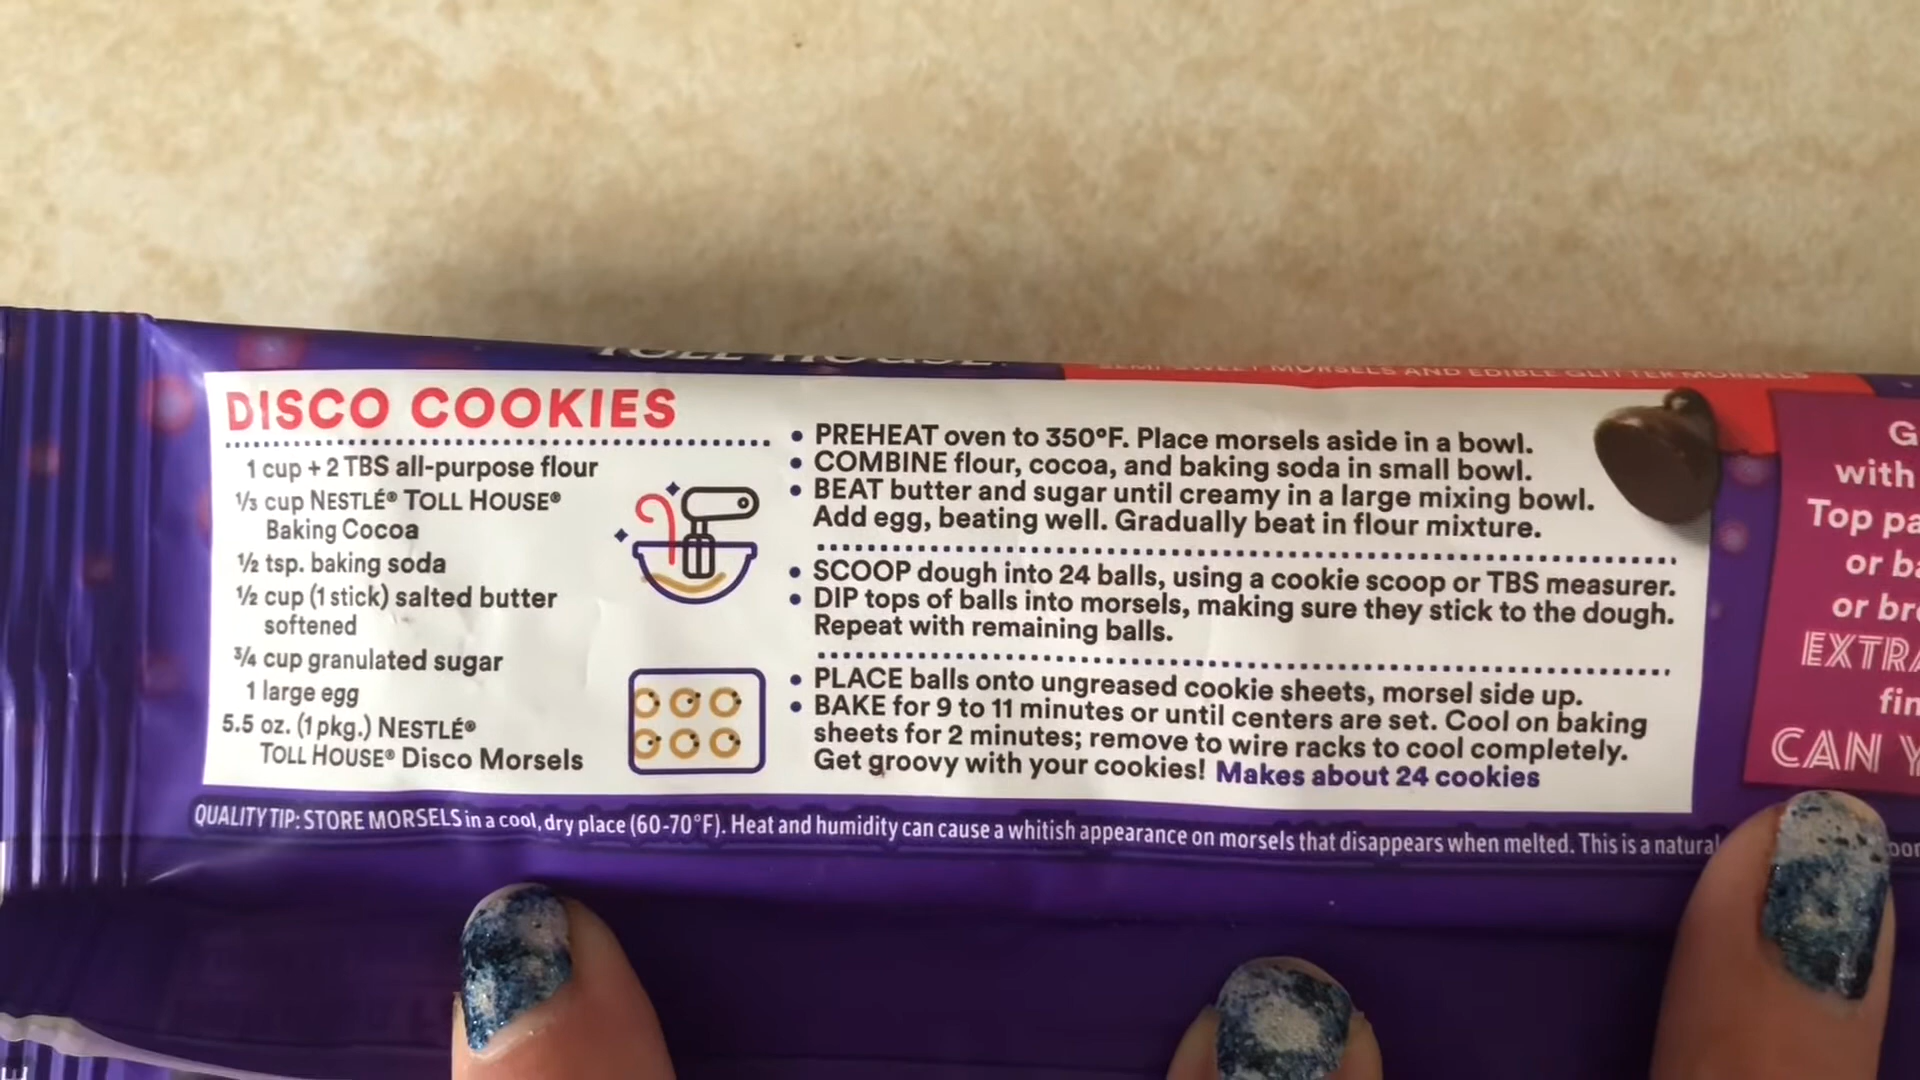 TOLL HOUSE
SEMI-SWEET MORSELS AND EDIBLE GLITTER MORSELS
DISCO COOKIES
1 cup + 2 TBS all-purpose flour
1/3 cup NESTLÉ® TOLL HOUSE®
Baking Cocoa
1/2 tsp. baking soda
1/2 cup (1 stick) salted butter
softened
3/4 cup granulated sugar
1 large egg
5.5 oz. (1 pkg.) NESTLÉ®
TOLL HOUSE® Disco Morsels
• PREHEAT oven to 350°F. Place morsels aside in a bowl.
• COMBINE flour, cocoa, and baking soda in small bowl.
• BEAT butter and sugar until creamy in a large mixing bowl.
Add egg, beating well. Gradually beat in flour mixture.
• SCOOP dough into 24 balls, using a cookie scoop or TBS measurer.
• DIP tops of balls into morsels, making sure they stick to the dough.
Repeat with remaining balls.
• PLACE balls onto ungreased cookie sheets, morsel side up.
• BAKE for 9 to 11 minutes or until centers are set. Cool on baking
sheets for 2 minutes; remove to wire racks to cool completely.
Get groovy with your cookies! Makes about 24 cookies
QUALITY TIP: STORE MORSELS in a cool, dry place (60-70°F). Heat and humidity can cause a whitish appearance on morsels that disappears when melted. This is a natural
with
Top
or
or
CAN